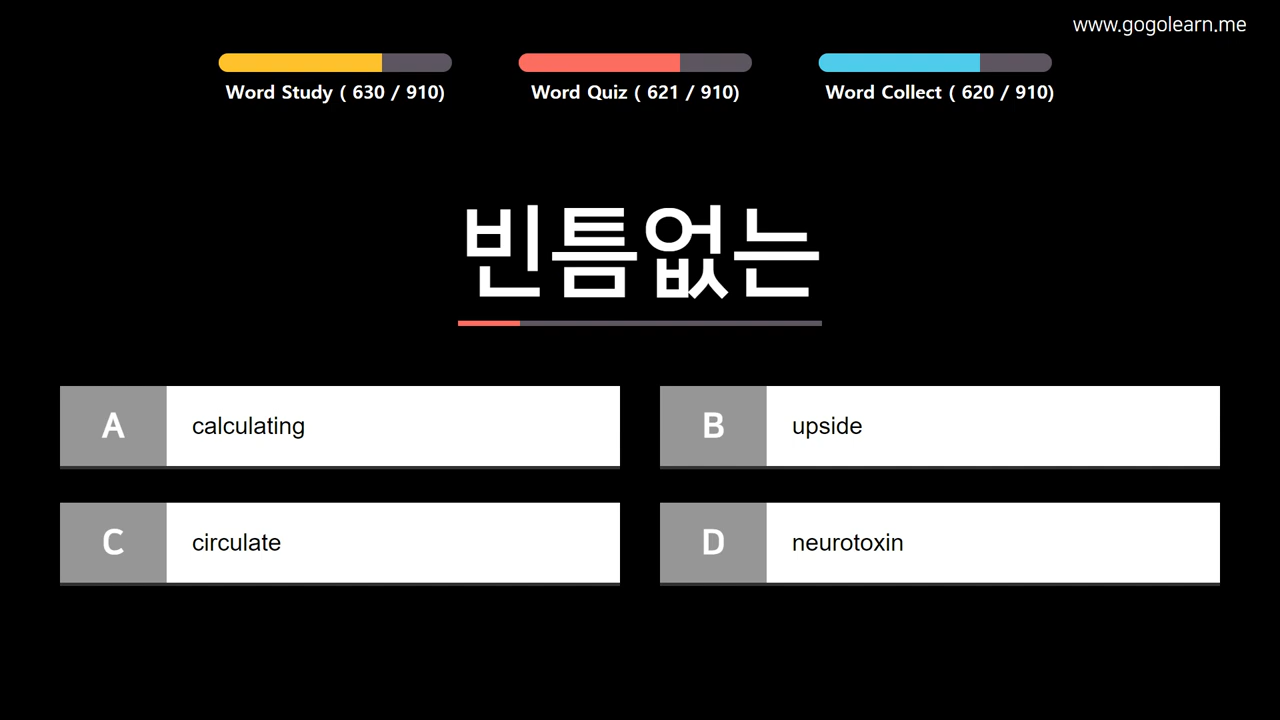 www.gogolearn.me
Word Study ( 630 / 910)
Word Quiz ( 621 / 910)
Word Collect ( 620 / 910)
빈틈없는
A calculating
B upside
C circulate
D neurotoxin